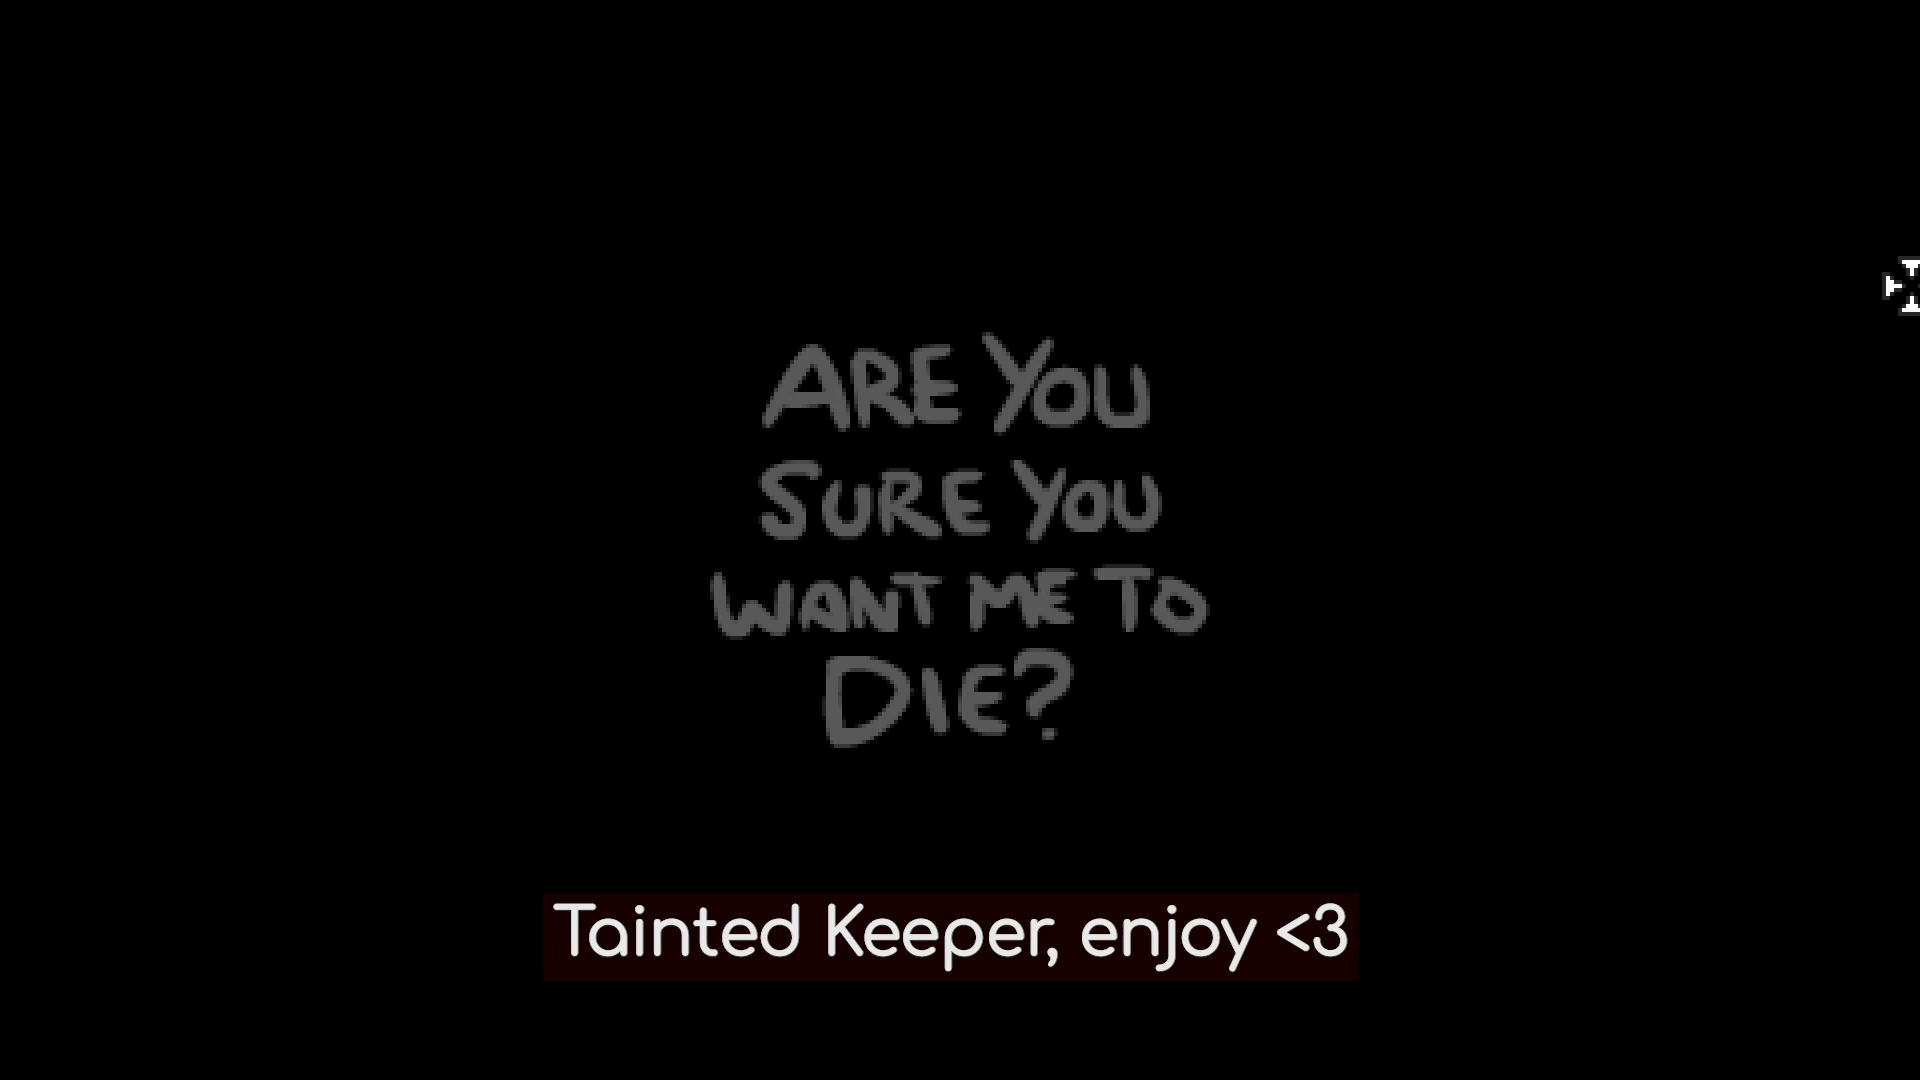 ARE YOU
SURE YOU
WANT ME TO
DIE?
Tainted Keeper, enjoy <3